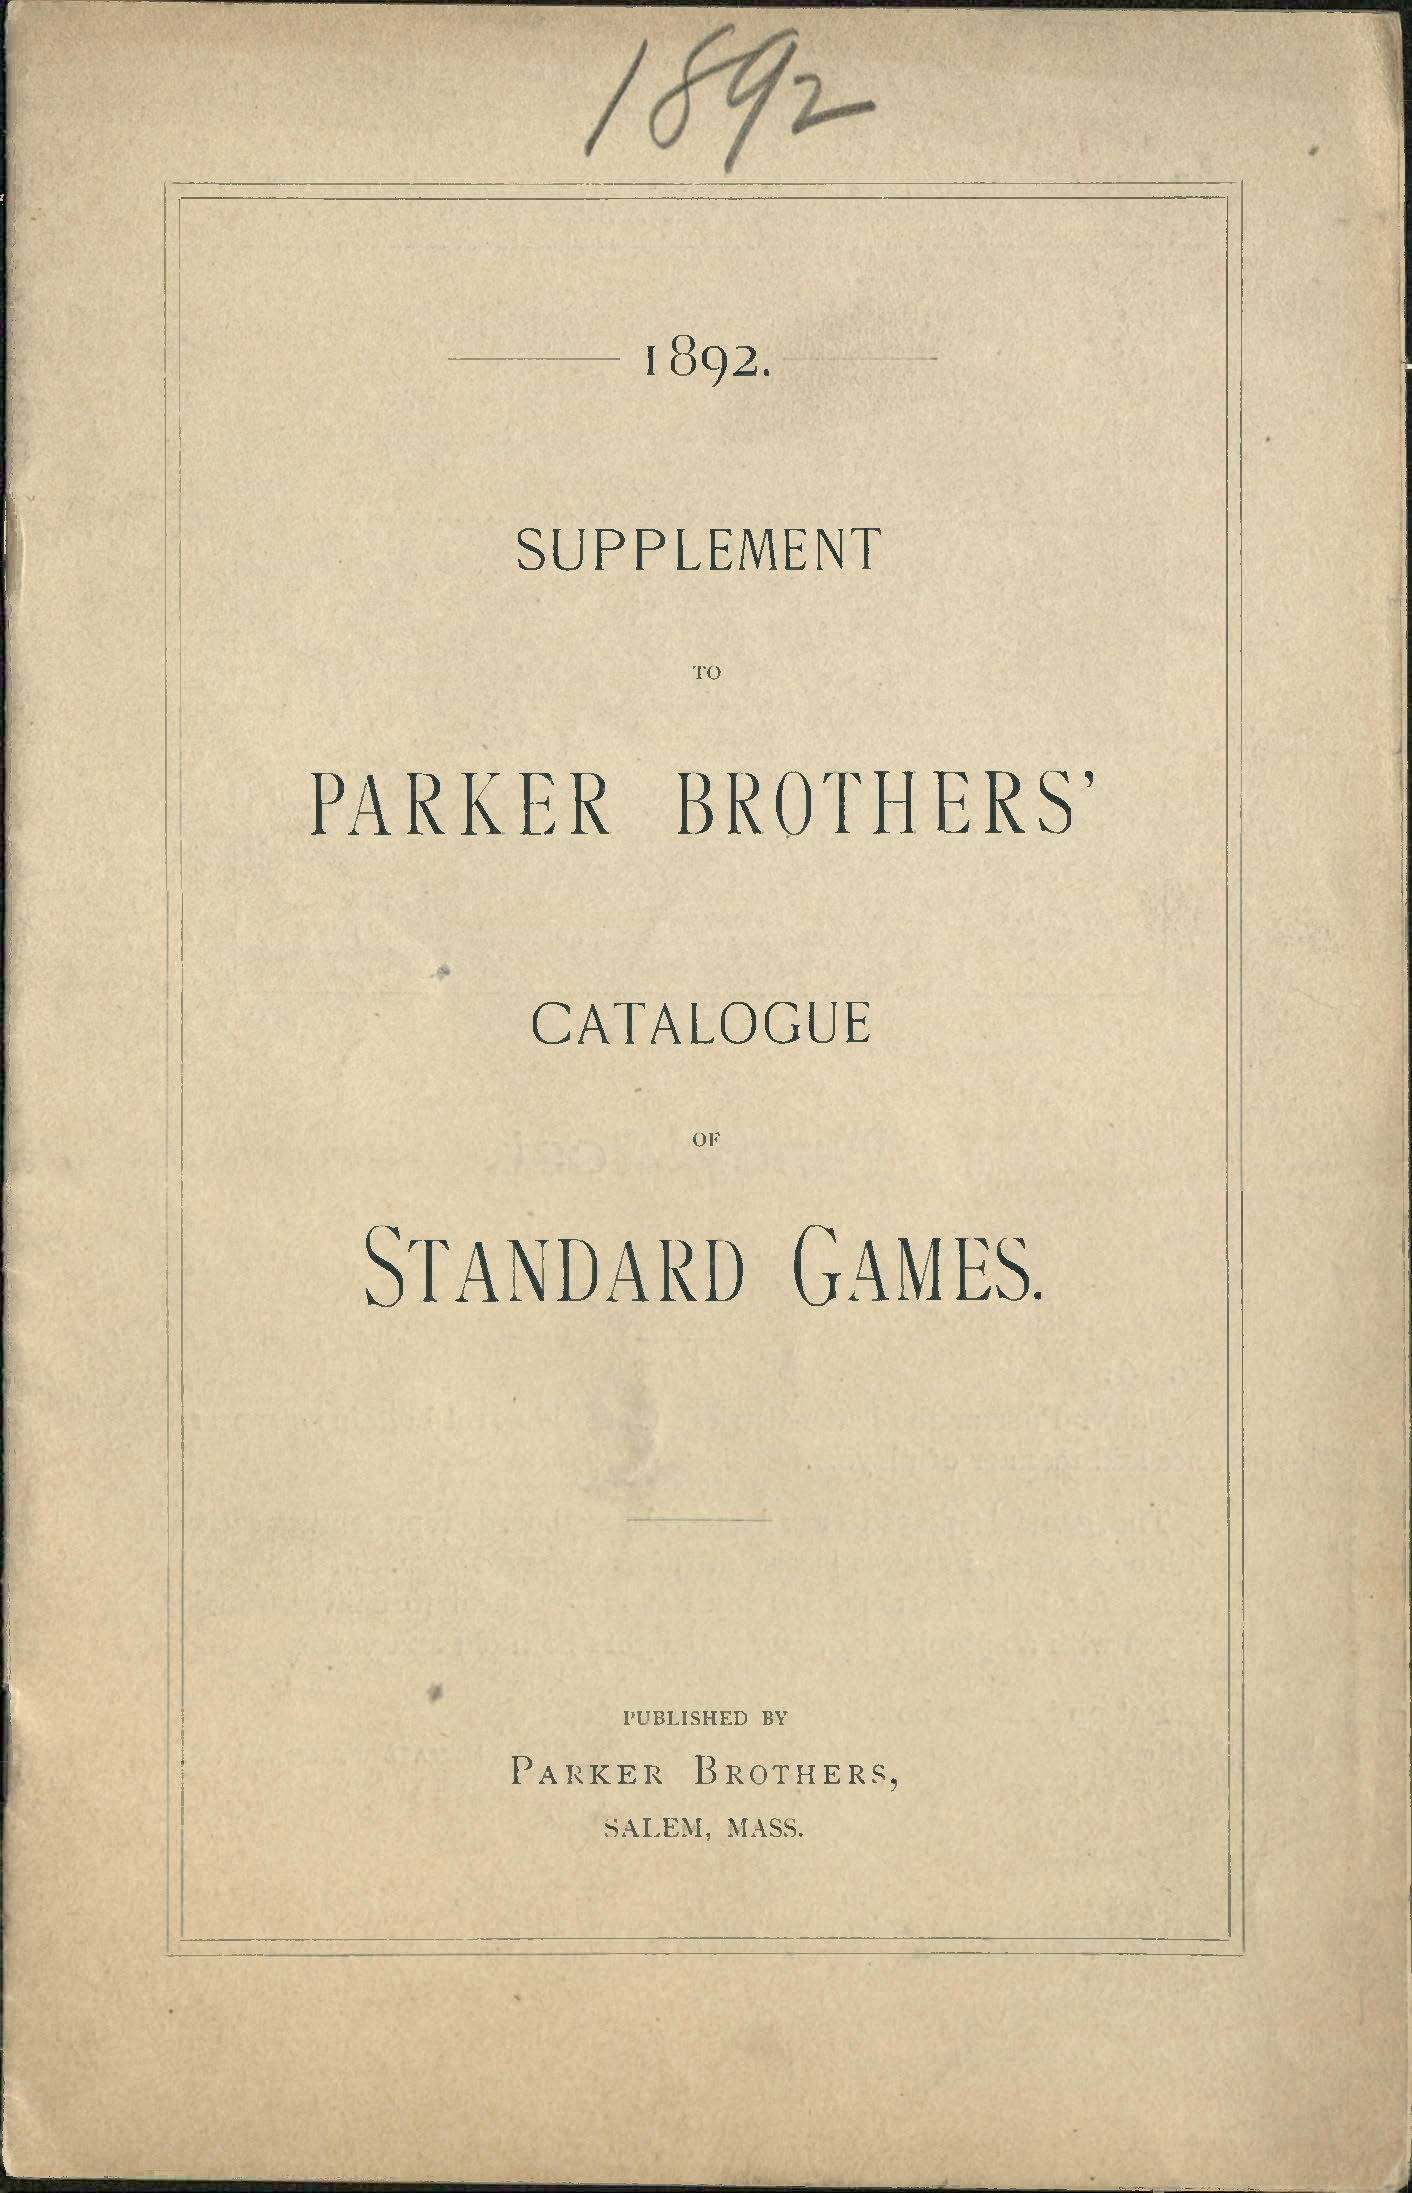 1892
1892.
SUPPLEMENT
TO
PARKER BROTHERS'
CATALOGUE
OF
STANDARD GAMES.
PUBLISHED BY
PARKER BROTHERS,
SALEM, MASS.